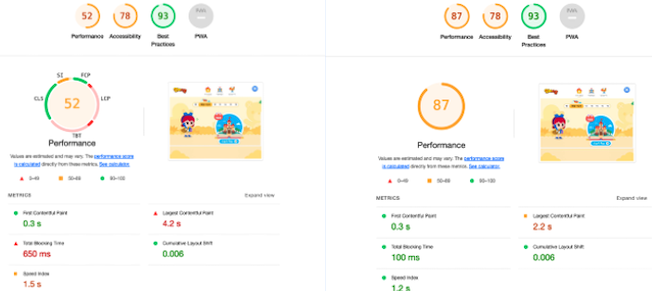 52
78
93
PWA
Performance
Accessibility
Best
Practices
PWA
SI
FCP
CLS
LCP
TBT
52
Performance
Values are estimated and may vary. The performance score
is calculated directly from these metrics. See calculator.
0–49
50–89
90–100
METRICS
Expand view
First Contentful Paint
0.3 s
Largest Contentful Paint
4.2 s
Total Blocking Time
650 ms
Cumulative Layout Shift
0.006
Speed Index
1.5 s
87
78
93
PWA
Performance
Accessibility
Best
Practices
PWA
87
Performance
Values are estimated and may vary. The performance score
is calculated directly from these metrics. See calculator.
0–49
50–89
90–100
METRICS
Expand view
First Contentful Paint
0.3 s
Largest Contentful Paint
2.2 s
Total Blocking Time
100 ms
Cumulative Layout Shift
0.006
Speed Index
1.2 s